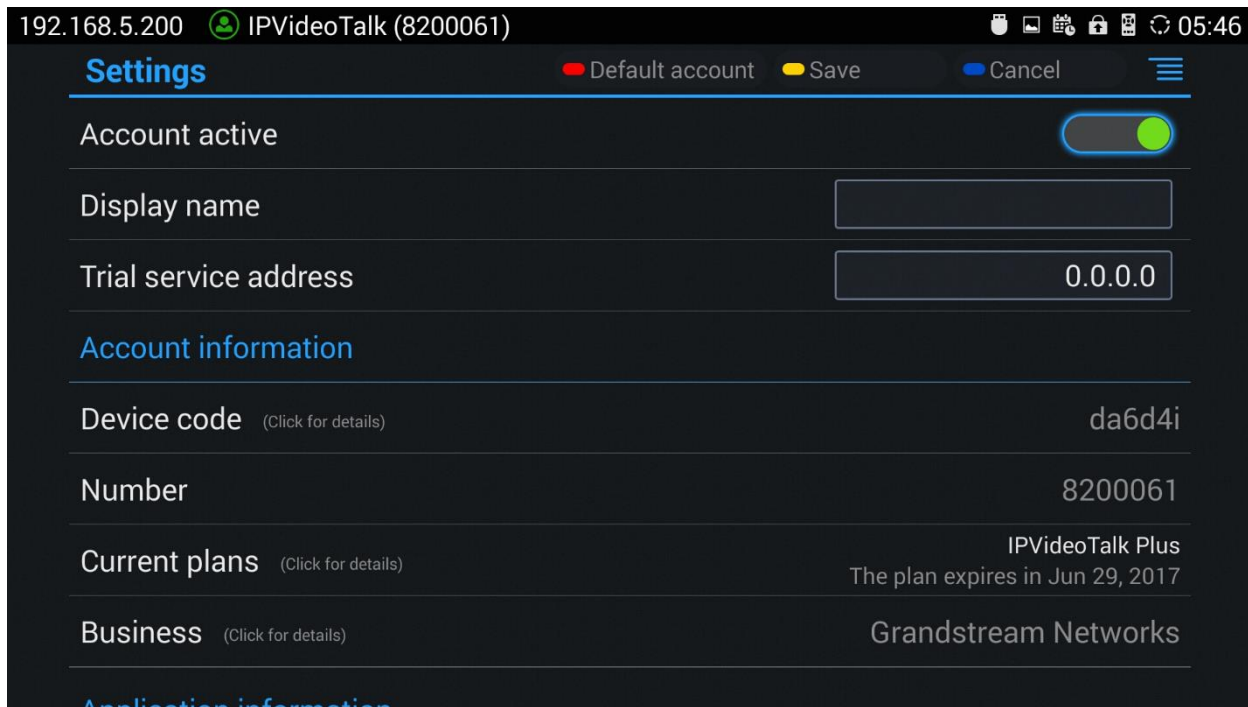 192.168.5.200 IPVideoTalk (8200061) 05:46
Settings Default account Save Cancel
Account active
Display name
Trial service address 0.0.0.0
Account information
Device code (Click for details) da6d4i
Number 8200061
Current plans (Click for details) IPVideoTalk Plus
The plan expires in Jun 29, 2017
Business (Click for details) Grandstream Networks
Application information